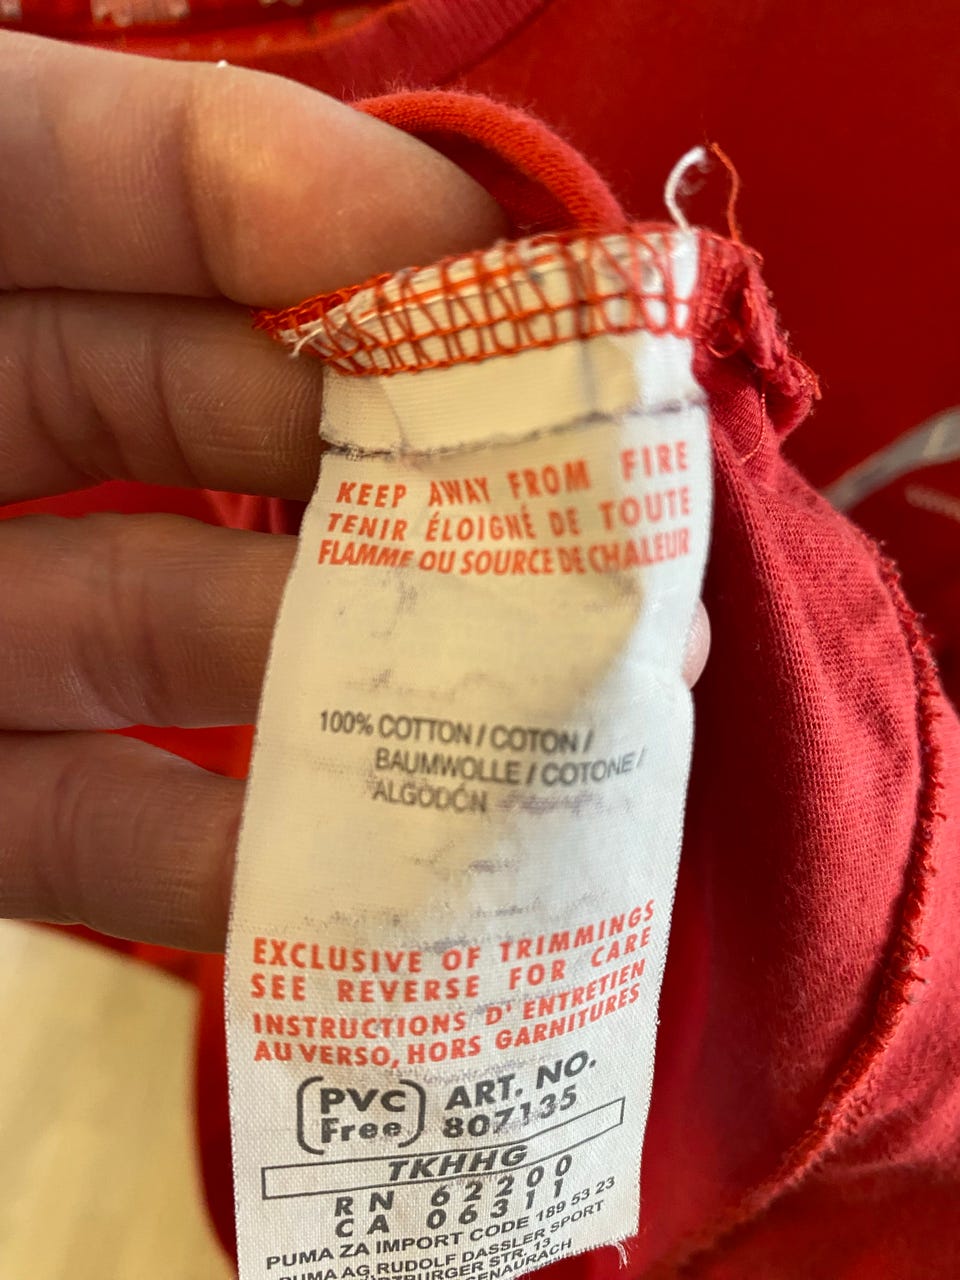 KEEP AWAY FROM FIRE
TENIR ÉLOIGNÉ DE TOUTE
FLAMME OU SOURCE DE CHALEUR
100% COTTON / COTON /
BAUMWOLLE / COTONE /
ALGODÓN
EXCLUSIVE OF TRIMMINGS
SEE REVERSE FOR CARE
INSTRUCTIONS D' ENTRETIEN
AU VERSO, HORS GARNITURES
PVC
Free
ART. NO.
807135
TKHHG
RN 62200
CA 06311
PUMA ZA IMPORT CODE 189 53 23
PUMA AG RUDOLF DASSLER SPORT
STR. 13